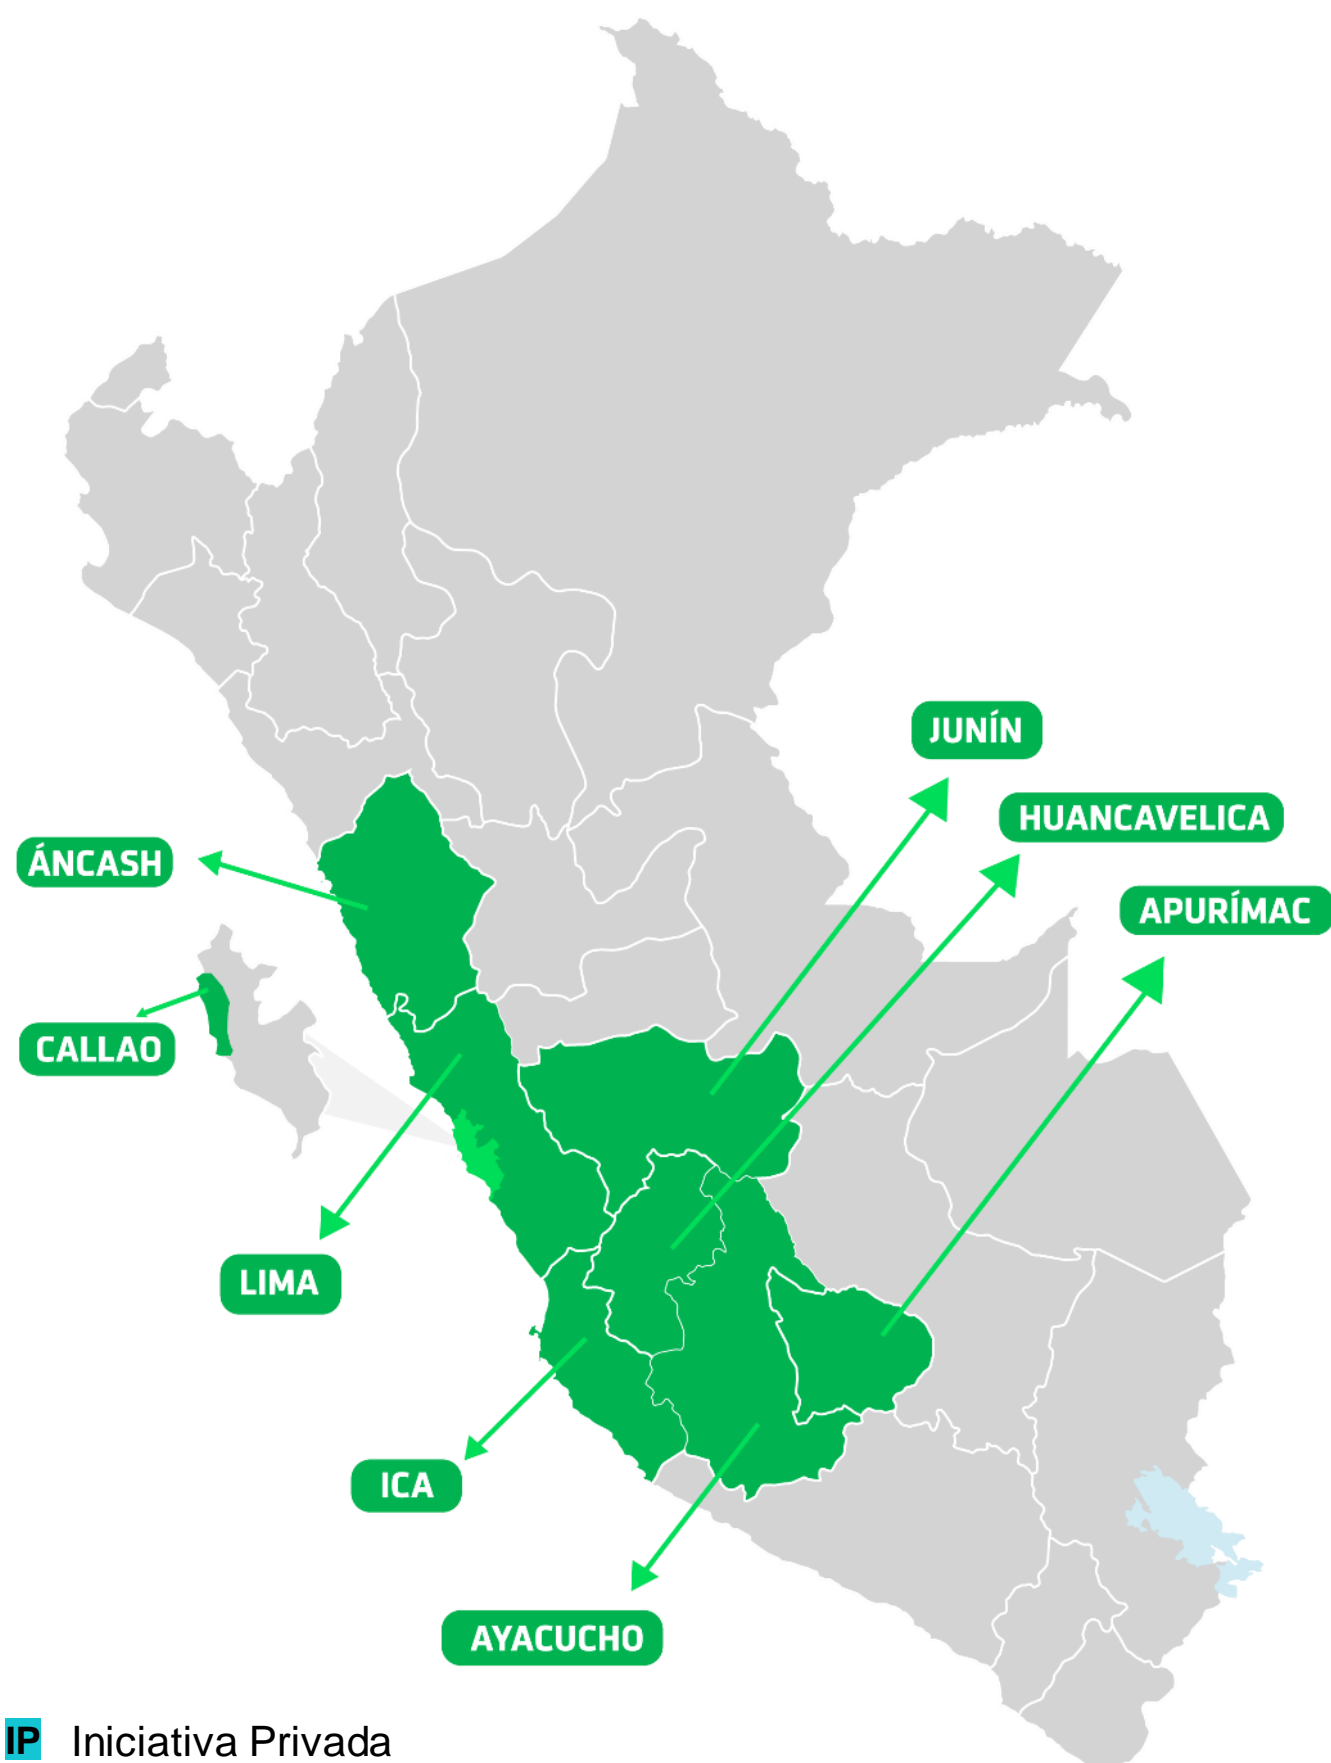 JUNÍN
HUANCAVELICA
ÁNCASH
APURÍMAC
CALLAO
LIMA
ICA
AYACUCHO
IP Iniciativa Privada